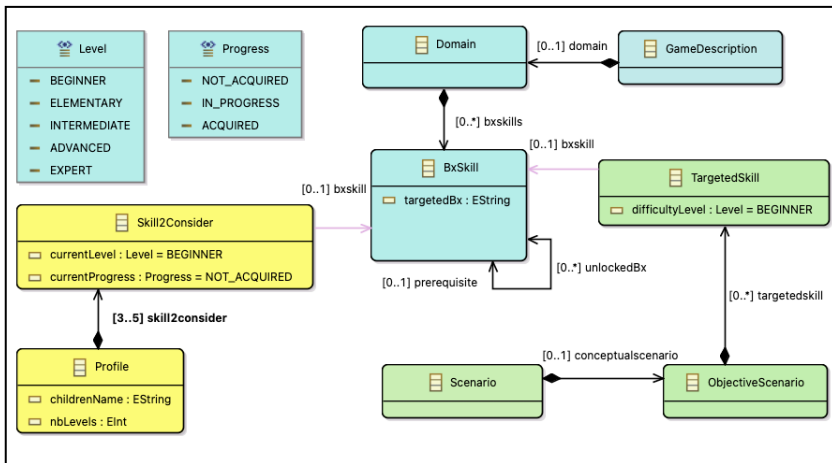 Level
BEGINNER
ELEMENTARY
INTERMEDIATE
ADVANCED
EXPERT
Progress
NOT_ACQUIRED
IN_PROGRESS
ACQUIRED
Domain
[0..1] domain
GameDescription
[0..*] bxskills
[0..1] bxskill
BxSkill
targetedBx : EString
[0..1] bxskill
TargetedSkill
difficultyLevel : Level = BEGINNER
Skill2Consider
currentLevel : Level = BEGINNER
currentProgress : Progress = NOT_ACQUIRED
[0..1] prerequisite
[0..*] unlockedBx
[0..*] targetedskill
[3..5] skill2consider
Profile
childrenName : EString
nbLevels : EInt
Scenario
[0..1] conceptualscenario
ObjectiveScenario